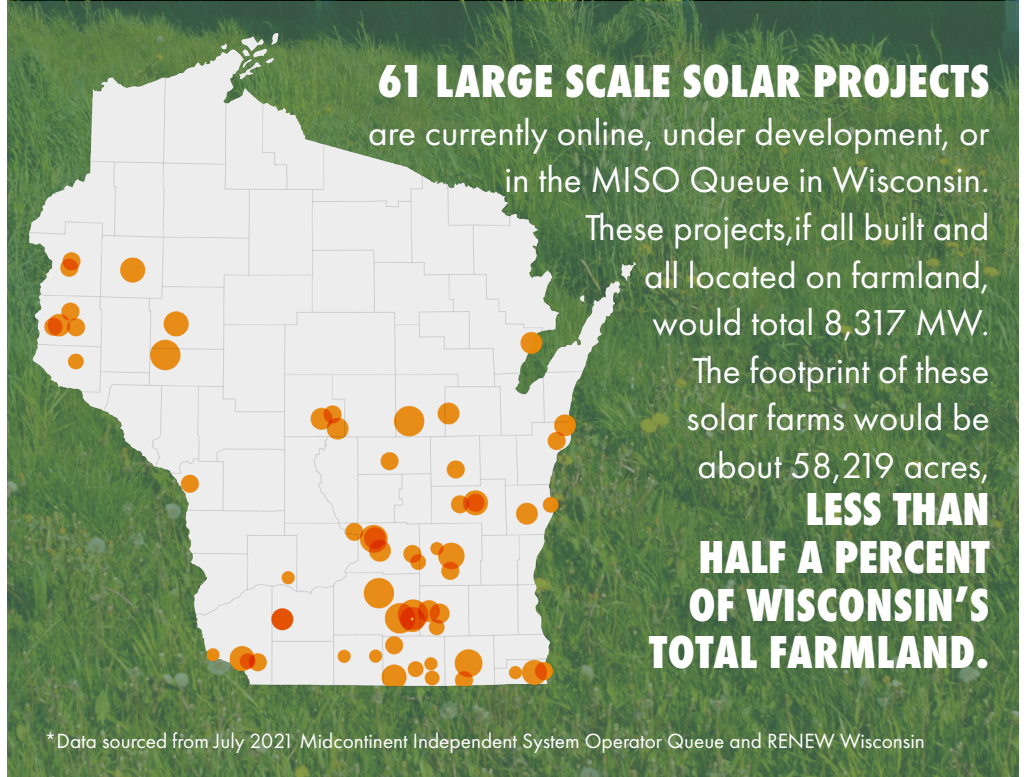 61 LARGE SCALE SOLAR PROJECTS
are currently online, under development, or
in the MISO Queue in Wisconsin.
These projects,if all built and
all located on farmland,
would total 8,317 MW.
The footprint of these
solar farms would be
about 58,219 acres,
LESS THAN
HALF A PERCENT
OF WISCONSIN'S
TOTAL FARMLAND.
*Data sourced from July 2021 Midcontinent Independent System Operator Queue and RENEW Wisconsin